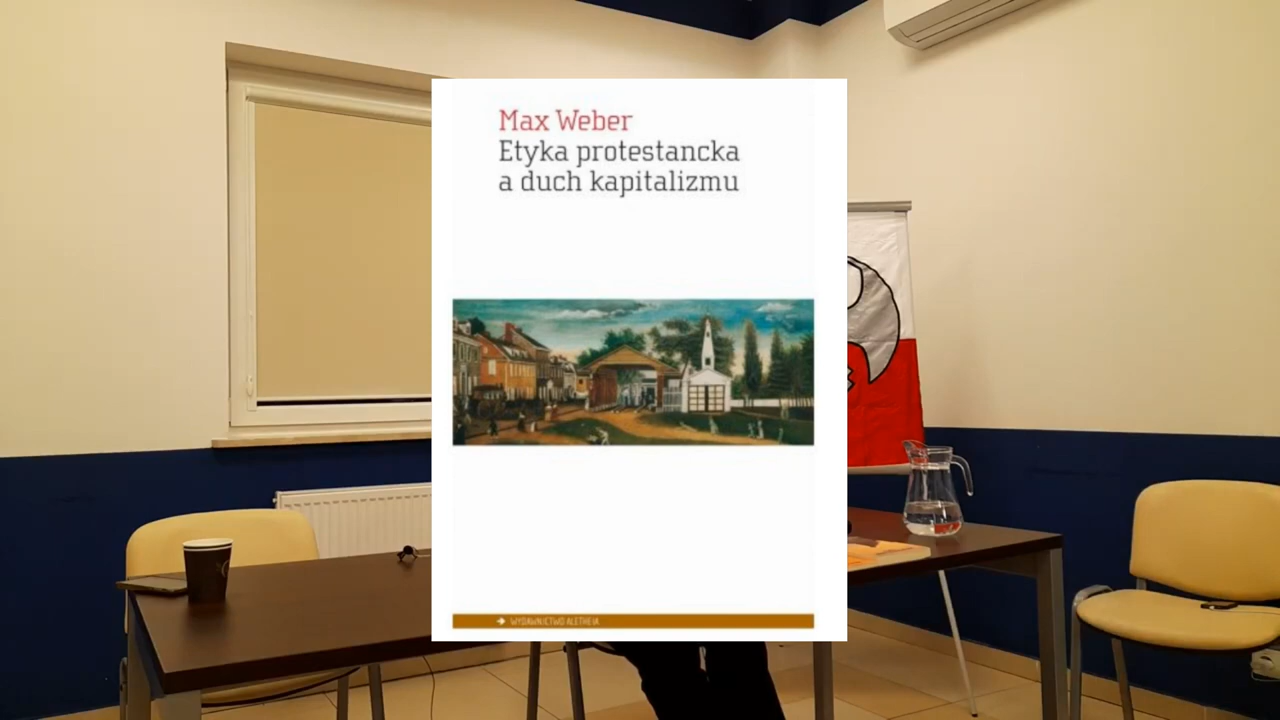 Max Weber
Etyka protestancka
a duch kapitalizmu
WYDAWNICTWO ALETHEIA